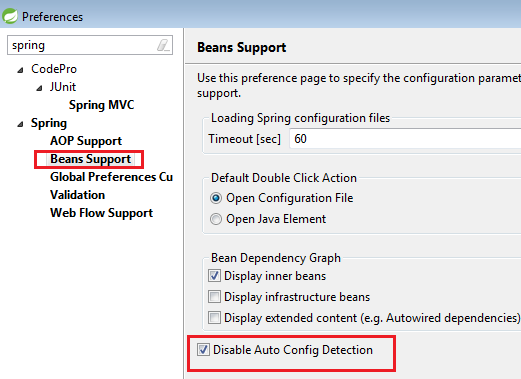 Preferences
spring
CodePro
JUnit
Spring MVC
Spring
AOP Support
Beans Support
Global Preferences Cu
Validation
Web Flow Support
Beans Support
Use this preference page to specify the configuration parame
support.
Loading Spring configuration files
Timeout [sec] 60
Default Double Click Action
Open Configuration File
Open Java Element
Bean Dependency Graph
Display inner beans
Display infrastructure beans
Display extended content (e.g. Autowired dependencies)
Disable Auto Config Detection